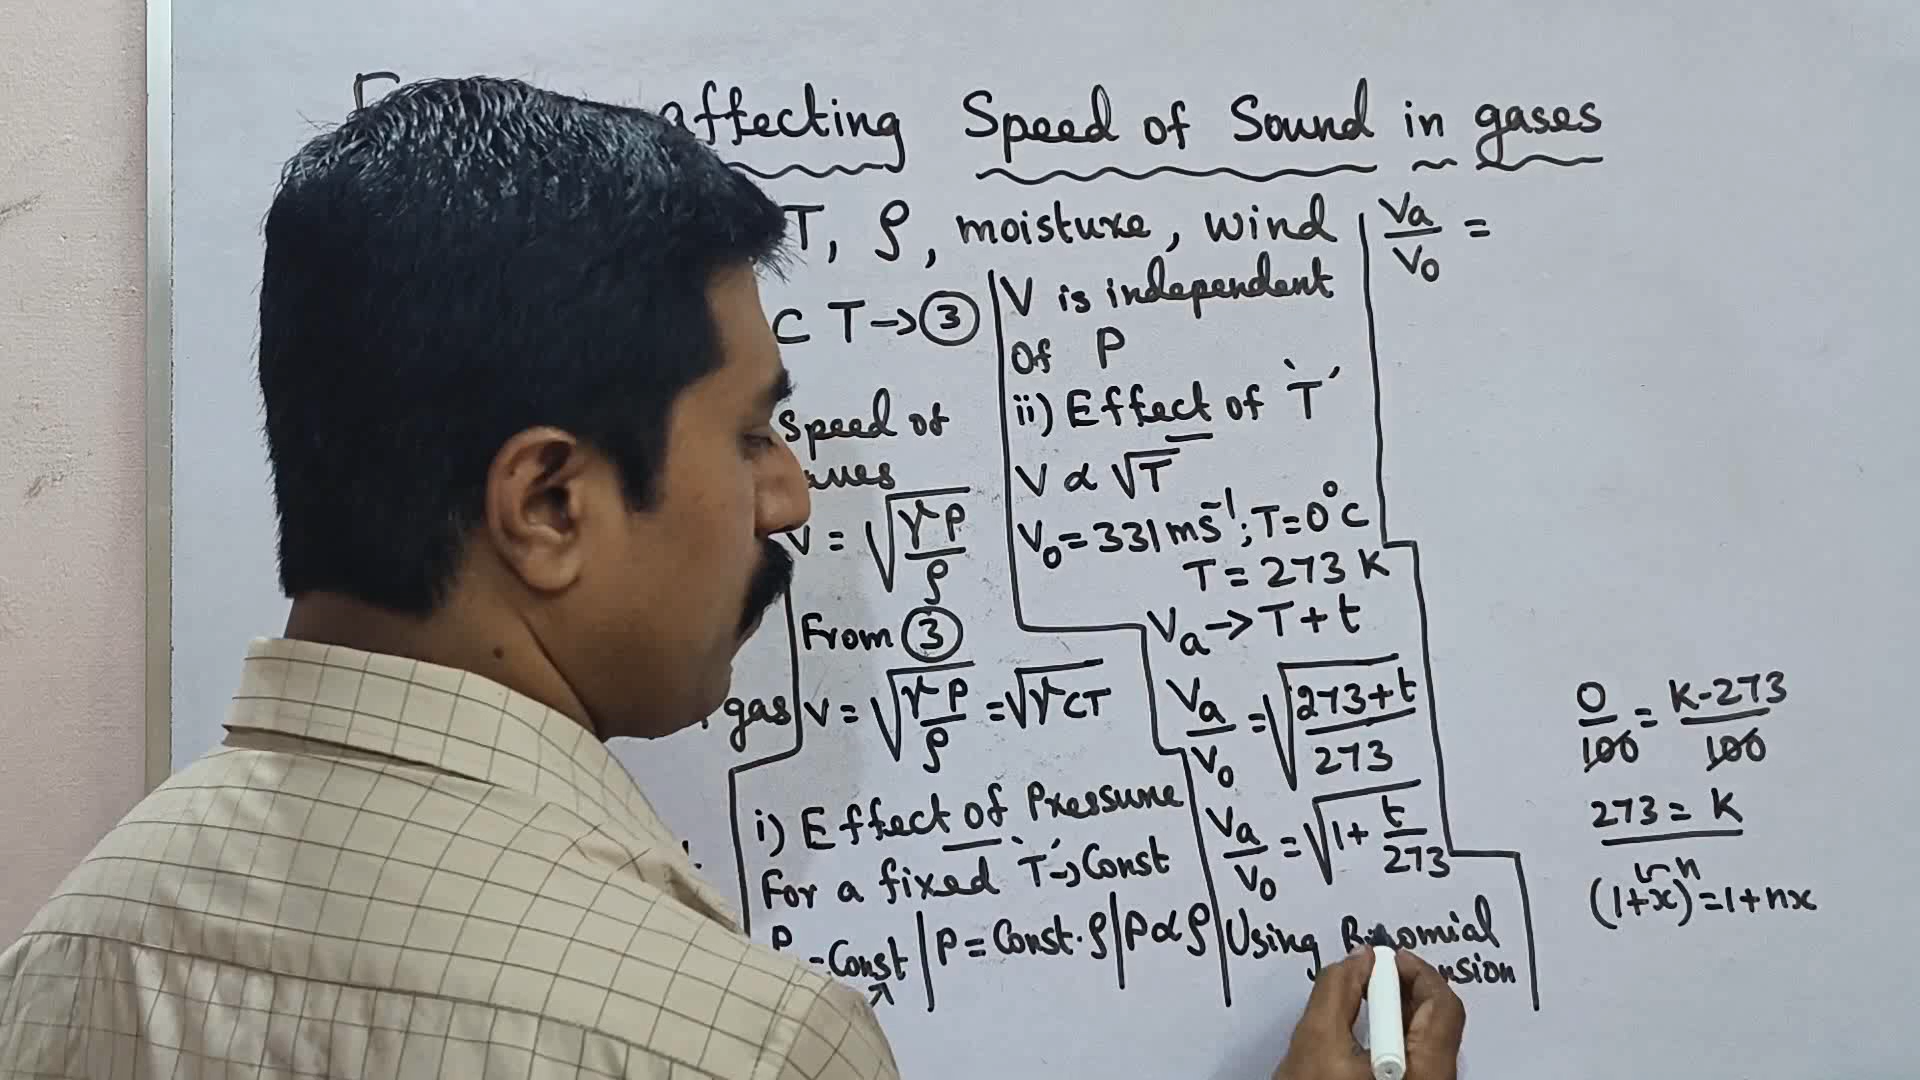 affecting Speed of Sound in gases
T, ρ, moisture, wind
C T → ③
Speed of
V = √(γP/ρ)
From ③
gas V = √(γP/ρ) = √γCT
i) Effect of Pressure
For a fixed `T´→ Const
P = Const | P = Const. ρ | P α ρ
V is independent
of P
ii) Effect of `T´
V α √T
V₀ = 331 ms⁻¹; T = 0°C
T = 273 K
Va → T + t
Va/V₀ = √((273+t)/273)
Va/V₀ = √(1 + t/273)
Using Binomial
Va/V₀ =
0/100 = (K-273)/100
273 = K
(1+x)ⁿ = 1+nx